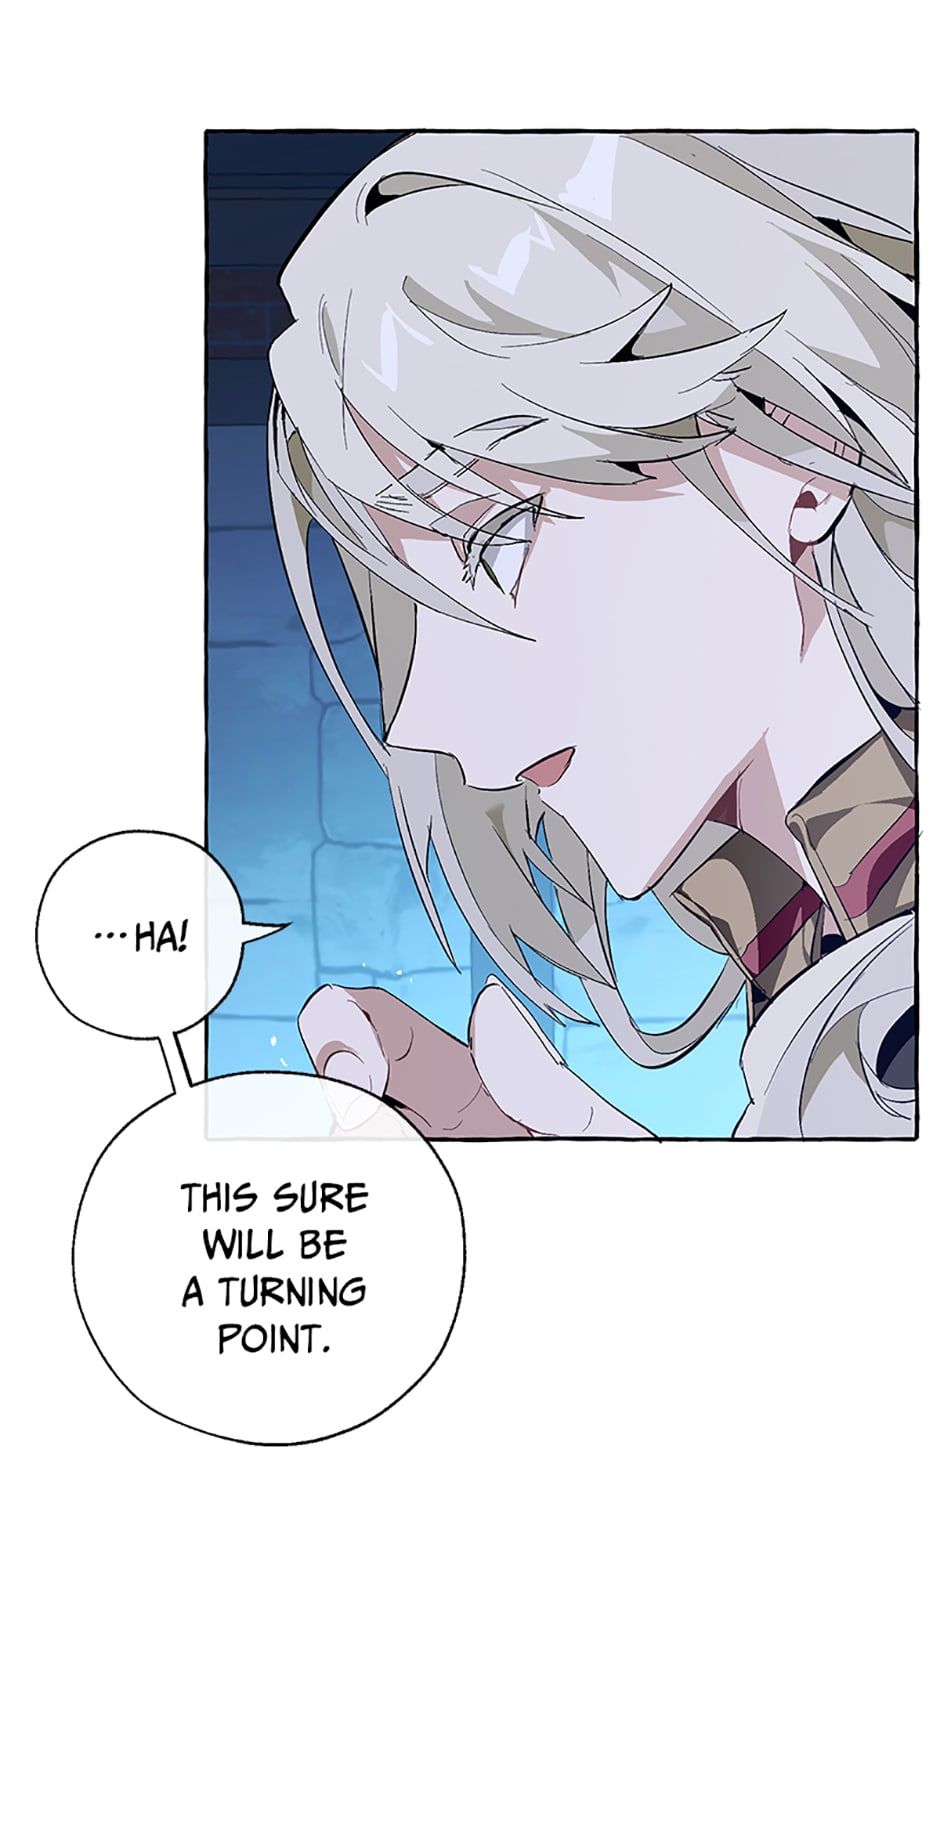 ...HA!
THIS SURE
WILL BE
A TURNING
POINT.